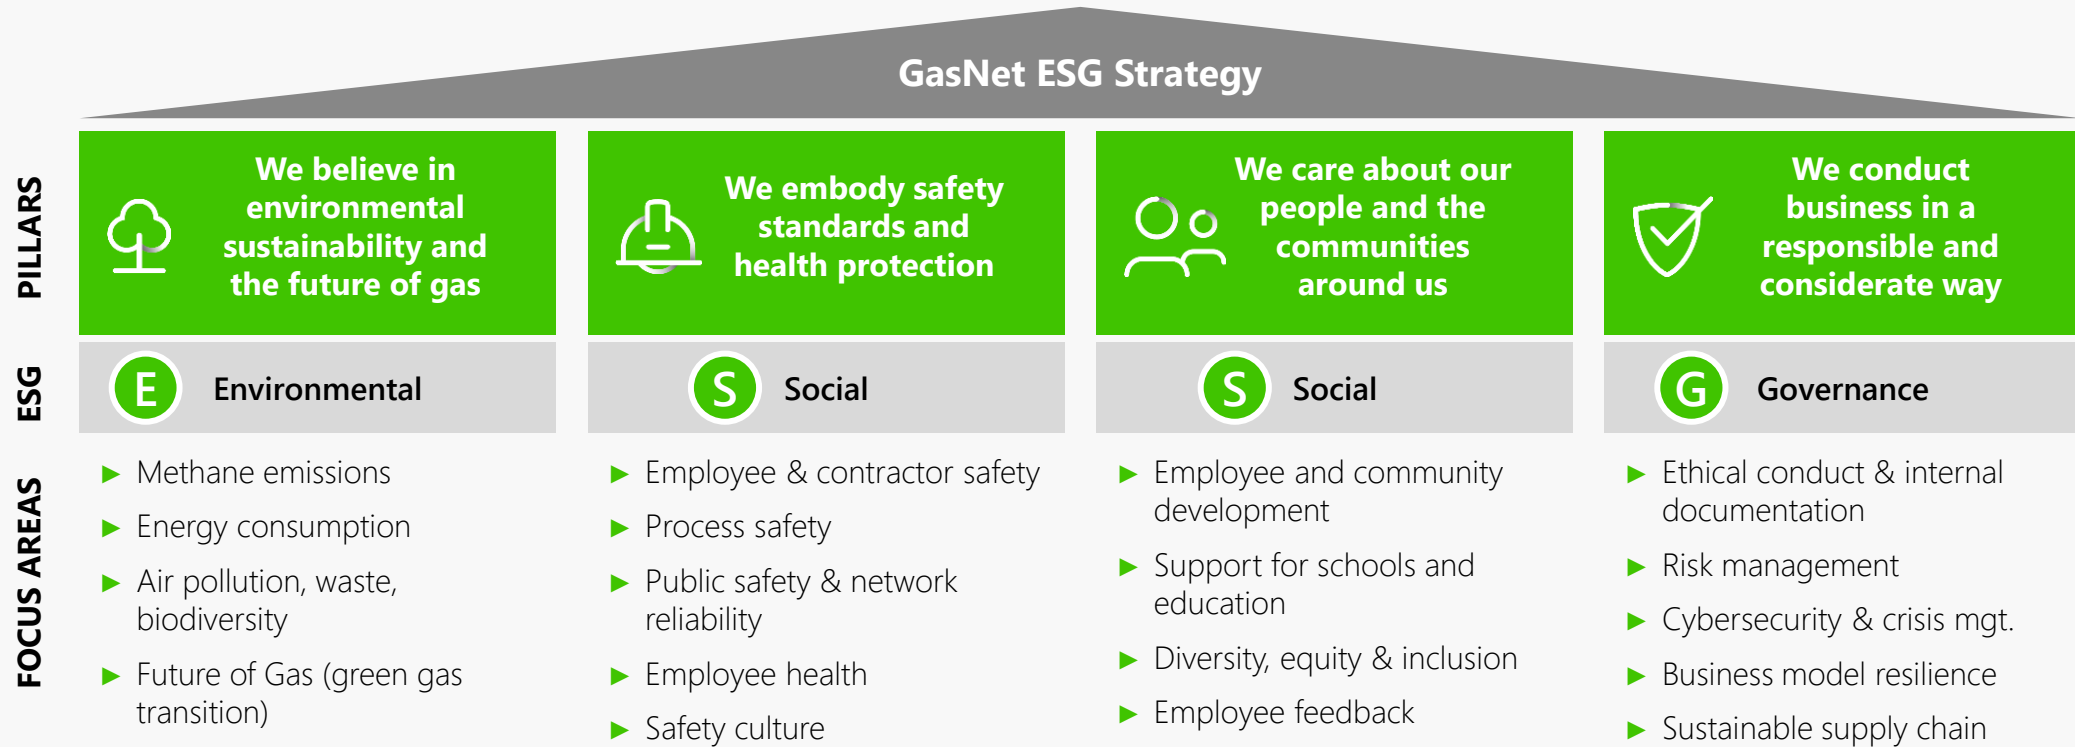 GasNet ESG Strategy
PILLARS
We believe in
environmental
sustainability and
the future of gas
We embody safety
standards and
health protection
We care about our
people and the
communities
around us
We conduct
business in a
responsible and
considerate way
ESG
E Environmental
S Social
S Social
G Governance
FOCUS AREAS
► Methane emissions
► Energy consumption
► Air pollution, waste,
biodiversity
► Future of Gas (green gas
transition)
► Employee & contractor safety
► Process safety
► Public safety & network
reliability
► Employee health
► Safety culture
► Employee and community
development
► Support for schools and
education
► Diversity, equity & inclusion
► Employee feedback
► Ethical conduct & internal
documentation
► Risk management
► Cybersecurity & crisis mgt.
► Business model resilience
► Sustainable supply chain